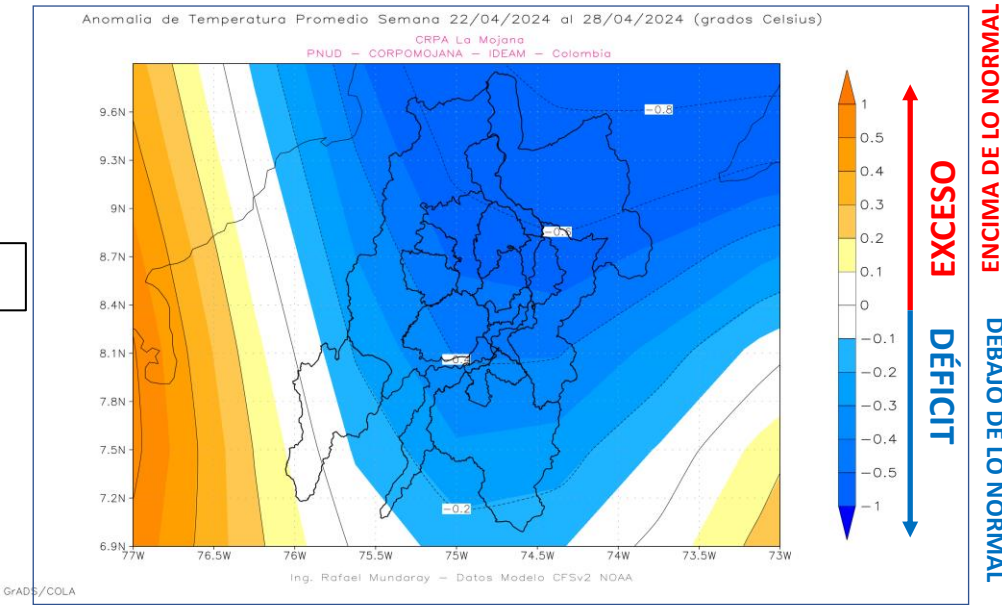 Anomalia de Temperatura Promedio Semana 22/04/2024 al 28/04/2024 (grados Celsius)
CRPA La Mojana
PNUD – CORPOMOJANA – IDEAM – Colombia
9.6N
9.3N
9N
8.7N
8.4N
8.1N
7.8N
7.5N
7.2N
6.9N
77W
76.5W
76W
75.5W
75W
74.5W
74W
73.5W
73W
-0.8
-0.6
-0.4
-0.2
1
0.5
0.4
0.3
0.2
0.1
0
-0.1
-0.2
-0.3
-0.4
-0.5
-1
EXCESO
DÉFICIT
ENCIMA DE LO NORMAL
DEBAJO DE LO NORMAL
Ing. Rafael Mundaray – Datos Modelo CFSv2 NOAA
GrADS/COLA